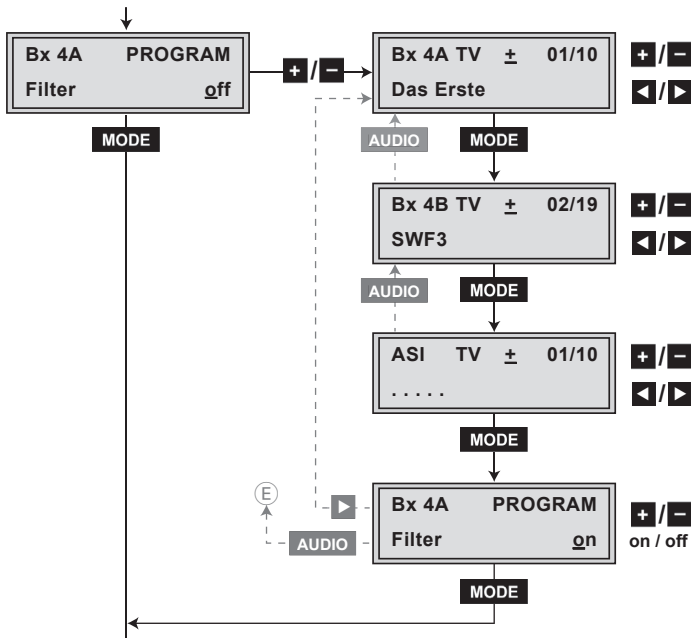 Bx 4A PROGRAM
Filter off
MODE
+ / −
Bx 4A TV ± 01/10
Das Erste
+ / −
◄ / ►
AUDIO MODE
Bx 4B TV ± 02/19
SWF3
+ / −
◄ / ►
AUDIO MODE
ASI TV ± 01/10
. . . . .
+ / −
◄ / ►
MODE
E
►
AUDIO
Bx 4A PROGRAM
Filter on
+ / −
on / off
MODE